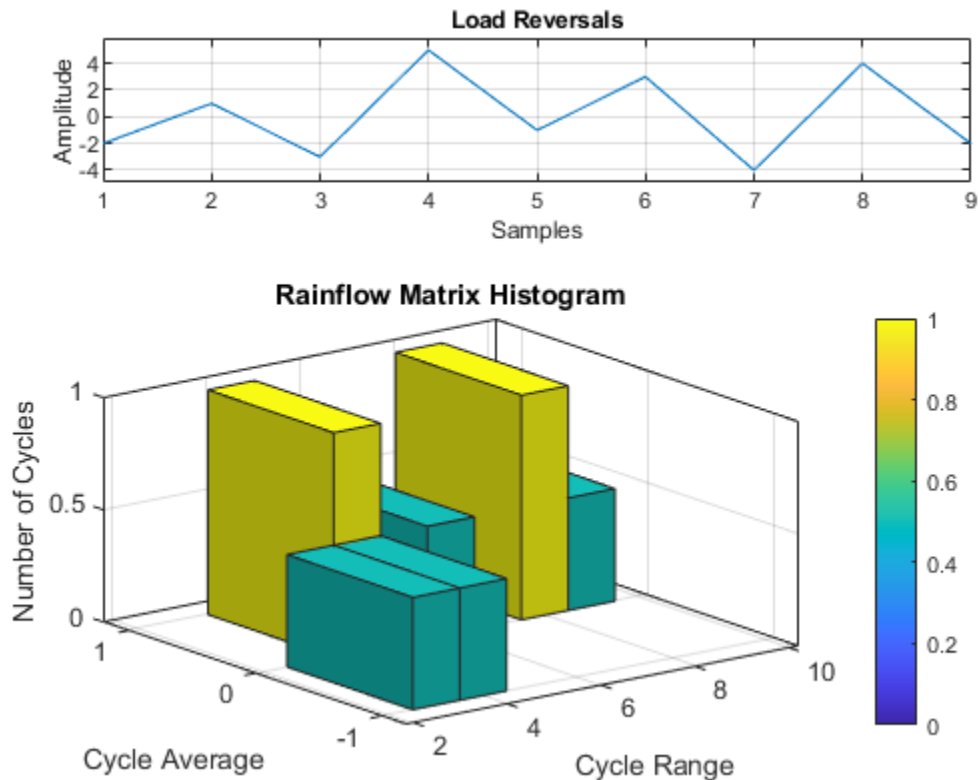 Load Reversals
4
2
0
-2
-4
Amplitude
1 2 3 4 5 6 7 8 9
Samples
Rainflow Matrix Histogram
1
0.5
0
Number of Cycles
1
0
-1
Cycle Average
2
4
6
8
10
Cycle Range
1
0.8
0.6
0.4
0.2
0